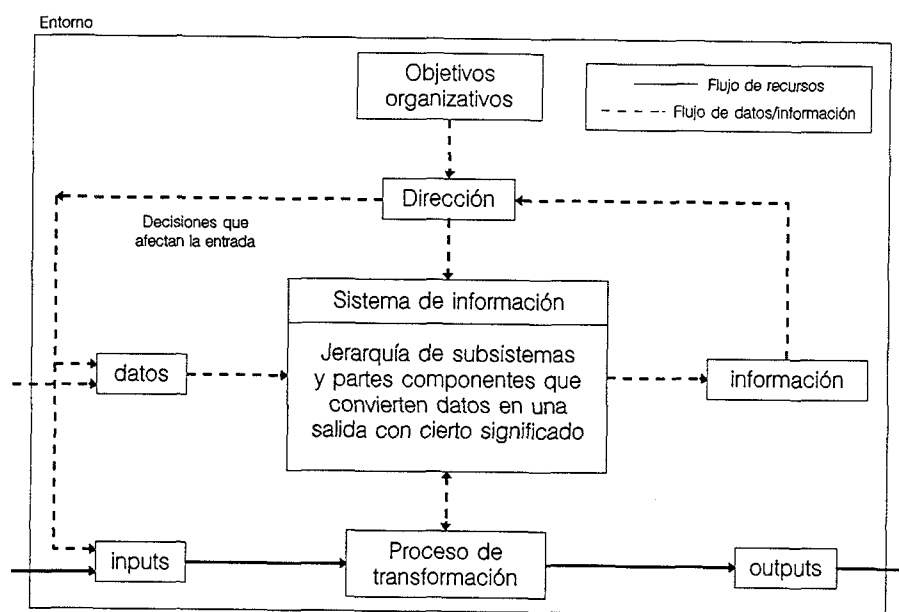 Entorno
Objetivos
organizativos
Flujo de recursos
Flujo de datos/información
Dirección
Decisiones que
afectan la entrada
Sistema de información
Jerarquía de subsistemas
y partes componentes que
convierten datos en una
salida con cierto significado
datos
información
inputs
Proceso de
transformación
outputs